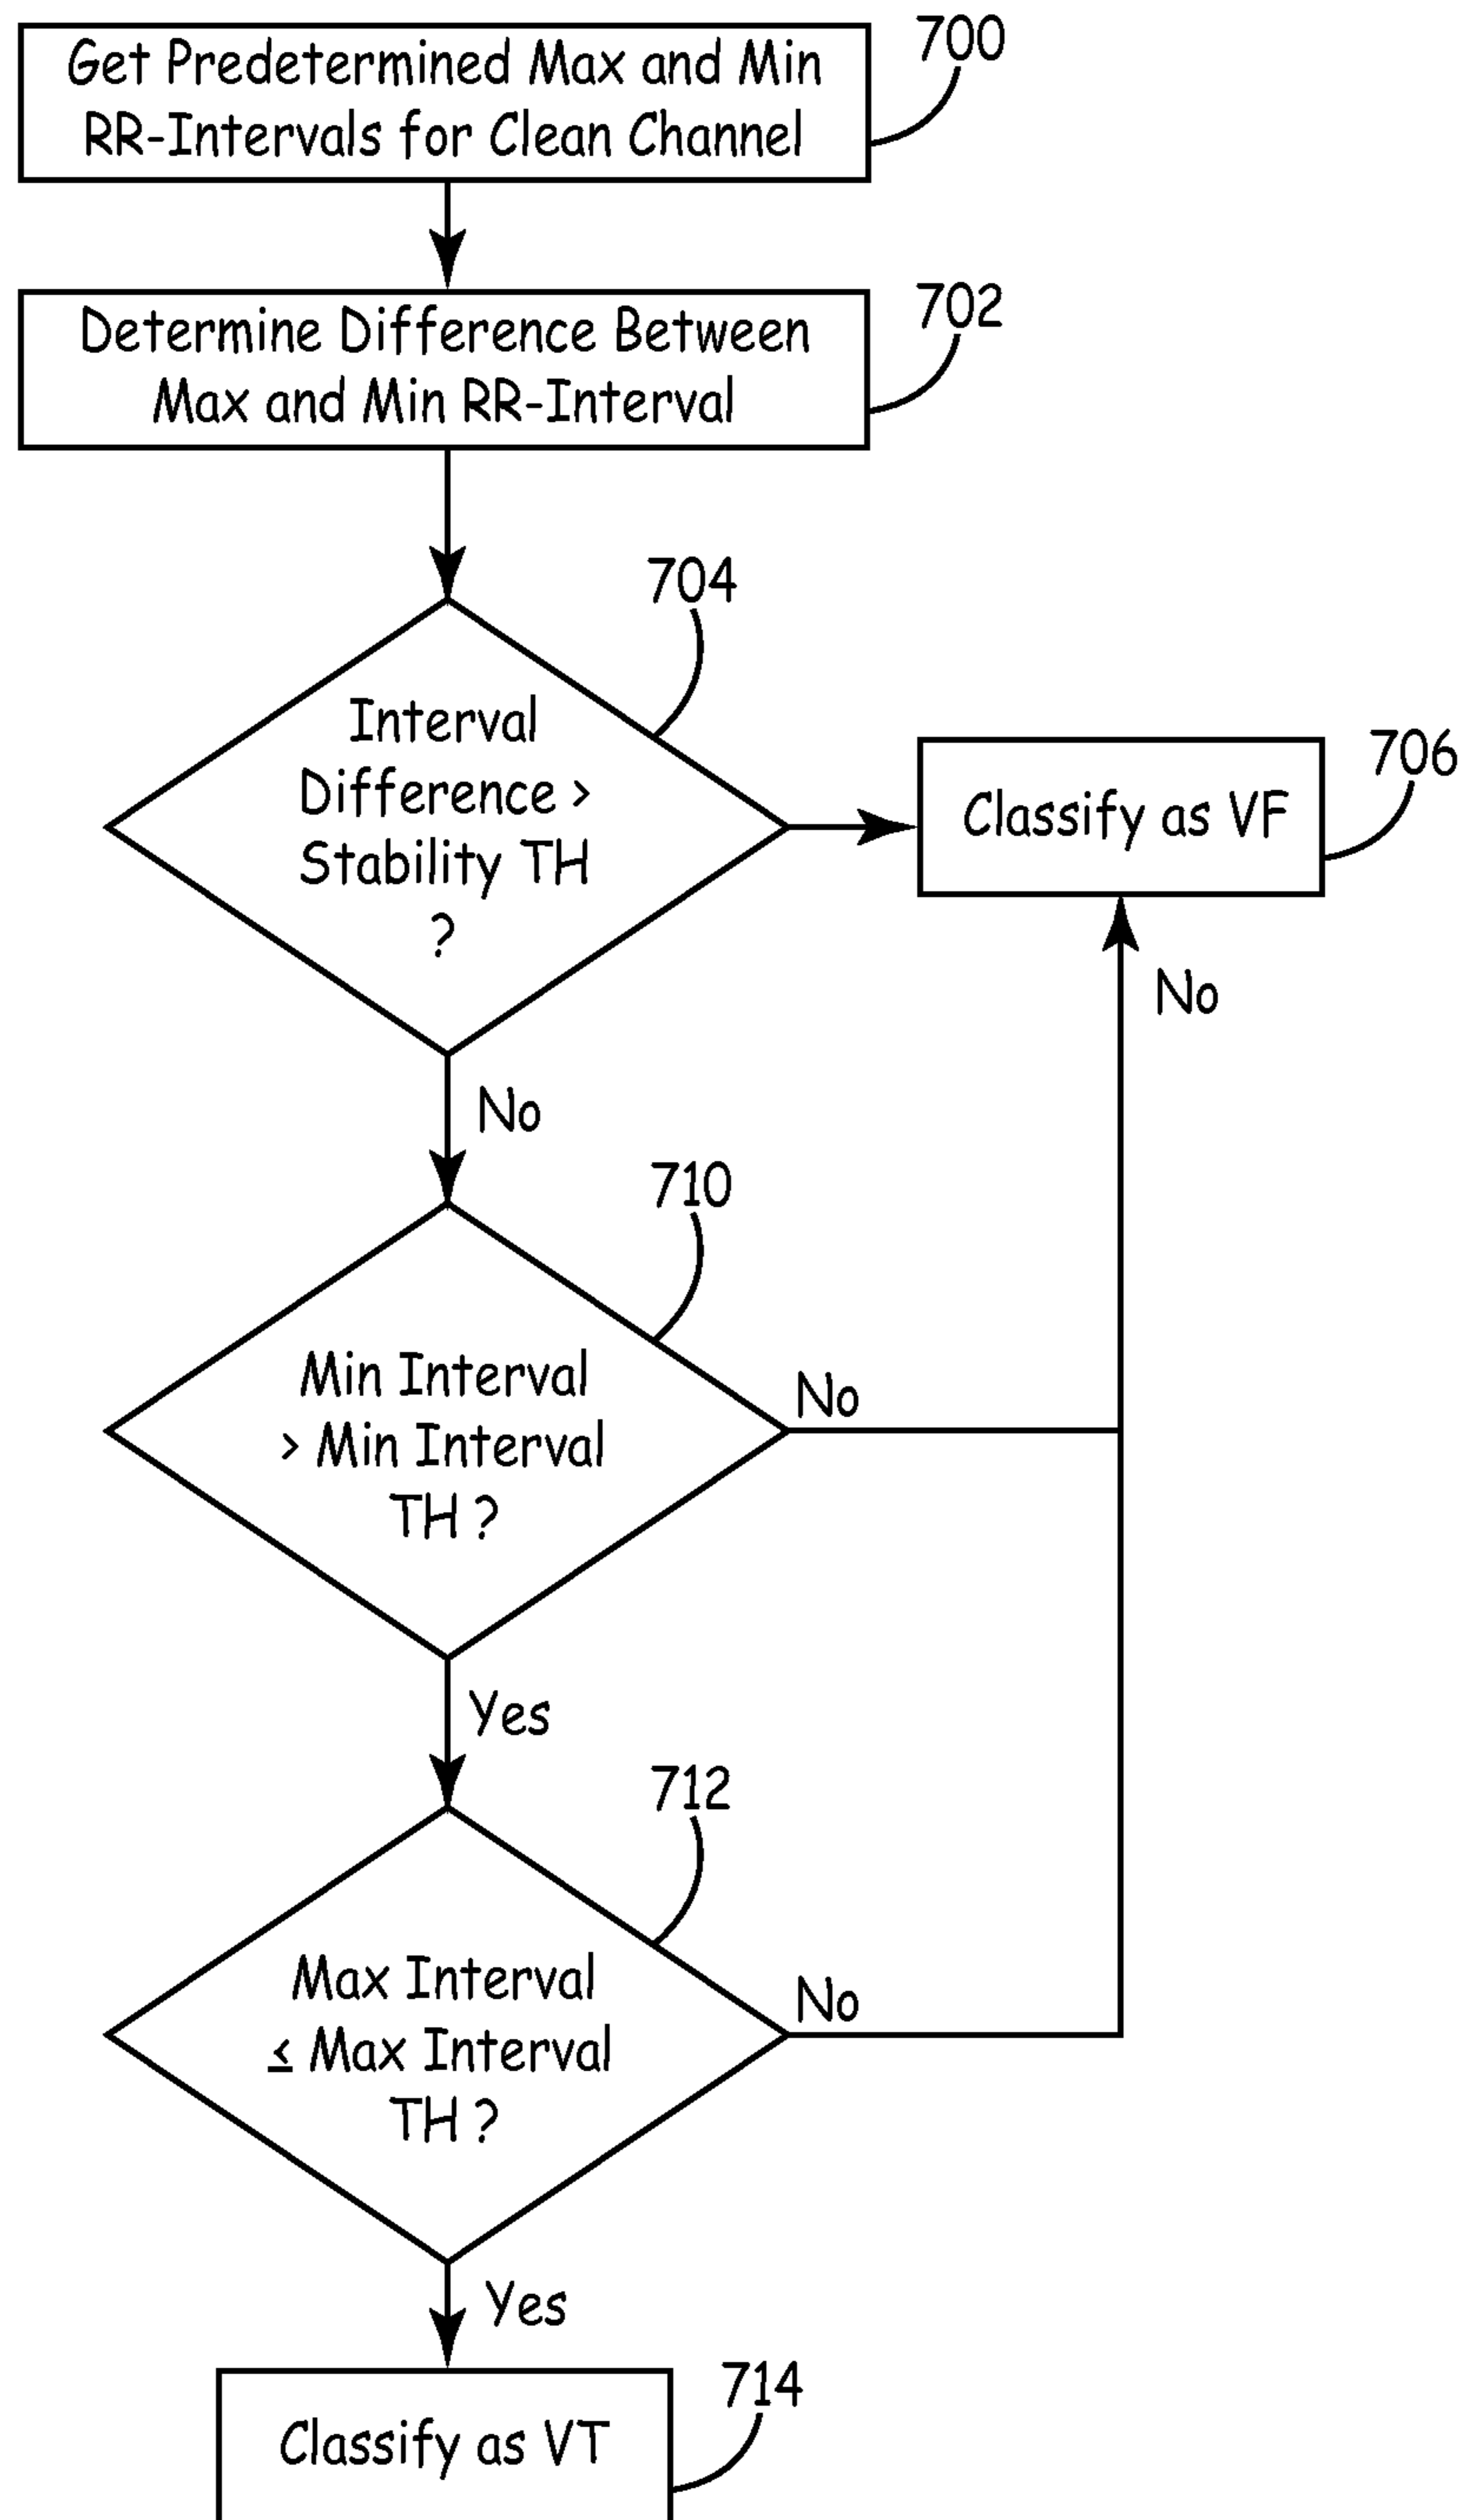 Get Predetermined Max and Min
RR-Intervals for Clean Channel
700
Determine Difference Between
Max and Min RR-Interval
702
704
Interval
Difference >
Stability TH
?
Classify as VF
706
No
No
710
Min Interval
> Min Interval
TH ?
No
Yes
712
Max Interval
≤ Max Interval
TH ?
No
Yes
714
Classify as VT